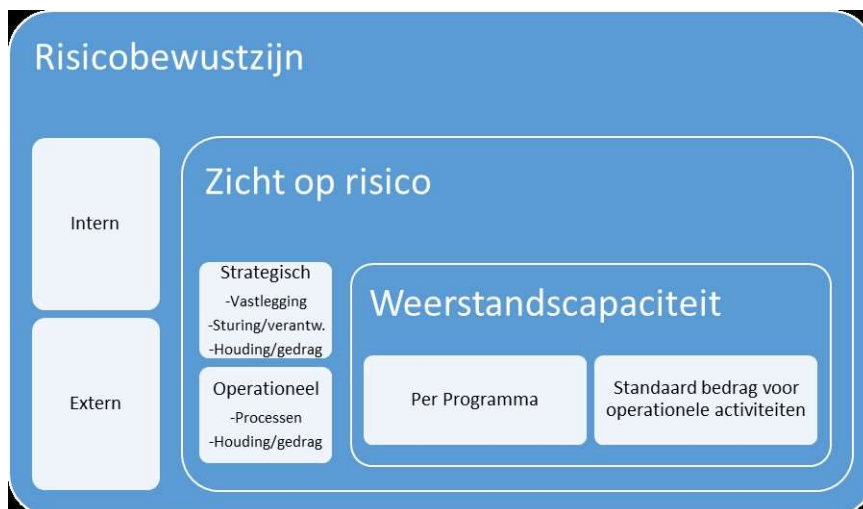 Risicobewustzijn
Intern
Extern
Zicht op risico
Strategisch
-Vastlegging
-Sturing/verantw.
-Houding/gedrag
Operationeel
-Processen
-Houding/gedrag
Weerstandscapaciteit
Per Programma
Standaard bedrag voor
operationele activiteiten